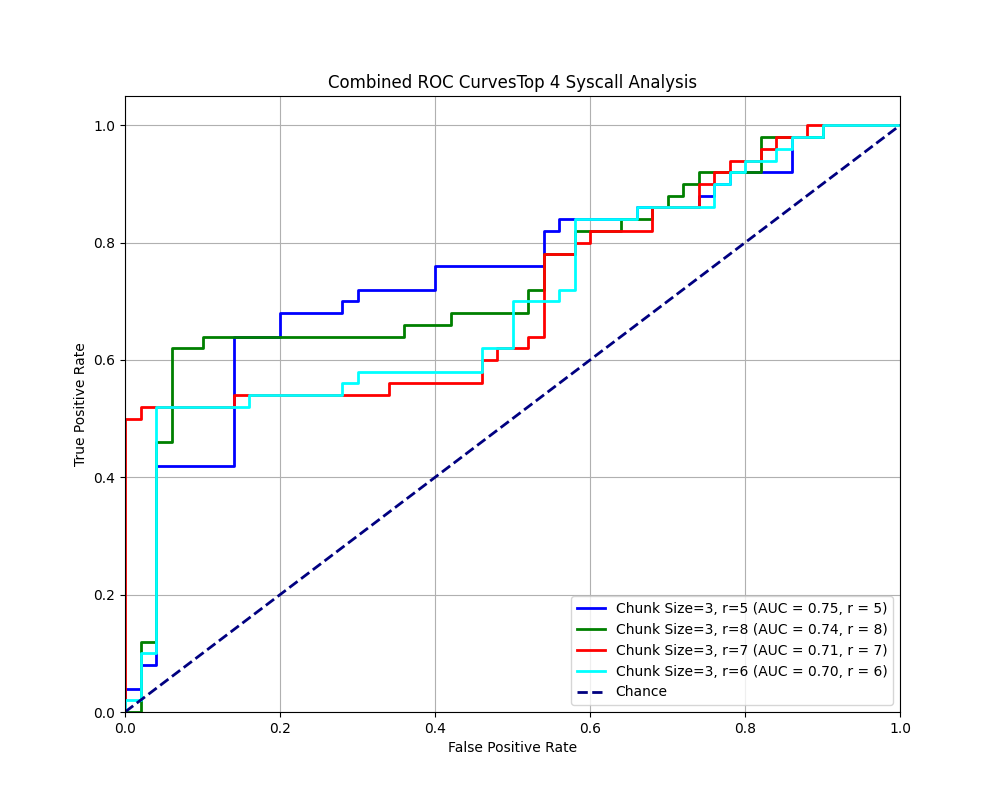 Combined ROC CurvesTop 4 Syscall Analysis
True Positive Rate
1.0
0.8
0.6
0.4
0.2
0.0
0.0 0.2 0.4 0.6 0.8 1.0
False Positive Rate
Chunk Size=3, r=5 (AUC = 0.75, r = 5)
Chunk Size=3, r=8 (AUC = 0.74, r = 8)
Chunk Size=3, r=7 (AUC = 0.71, r = 7)
Chunk Size=3, r=6 (AUC = 0.70, r = 6)
Chance